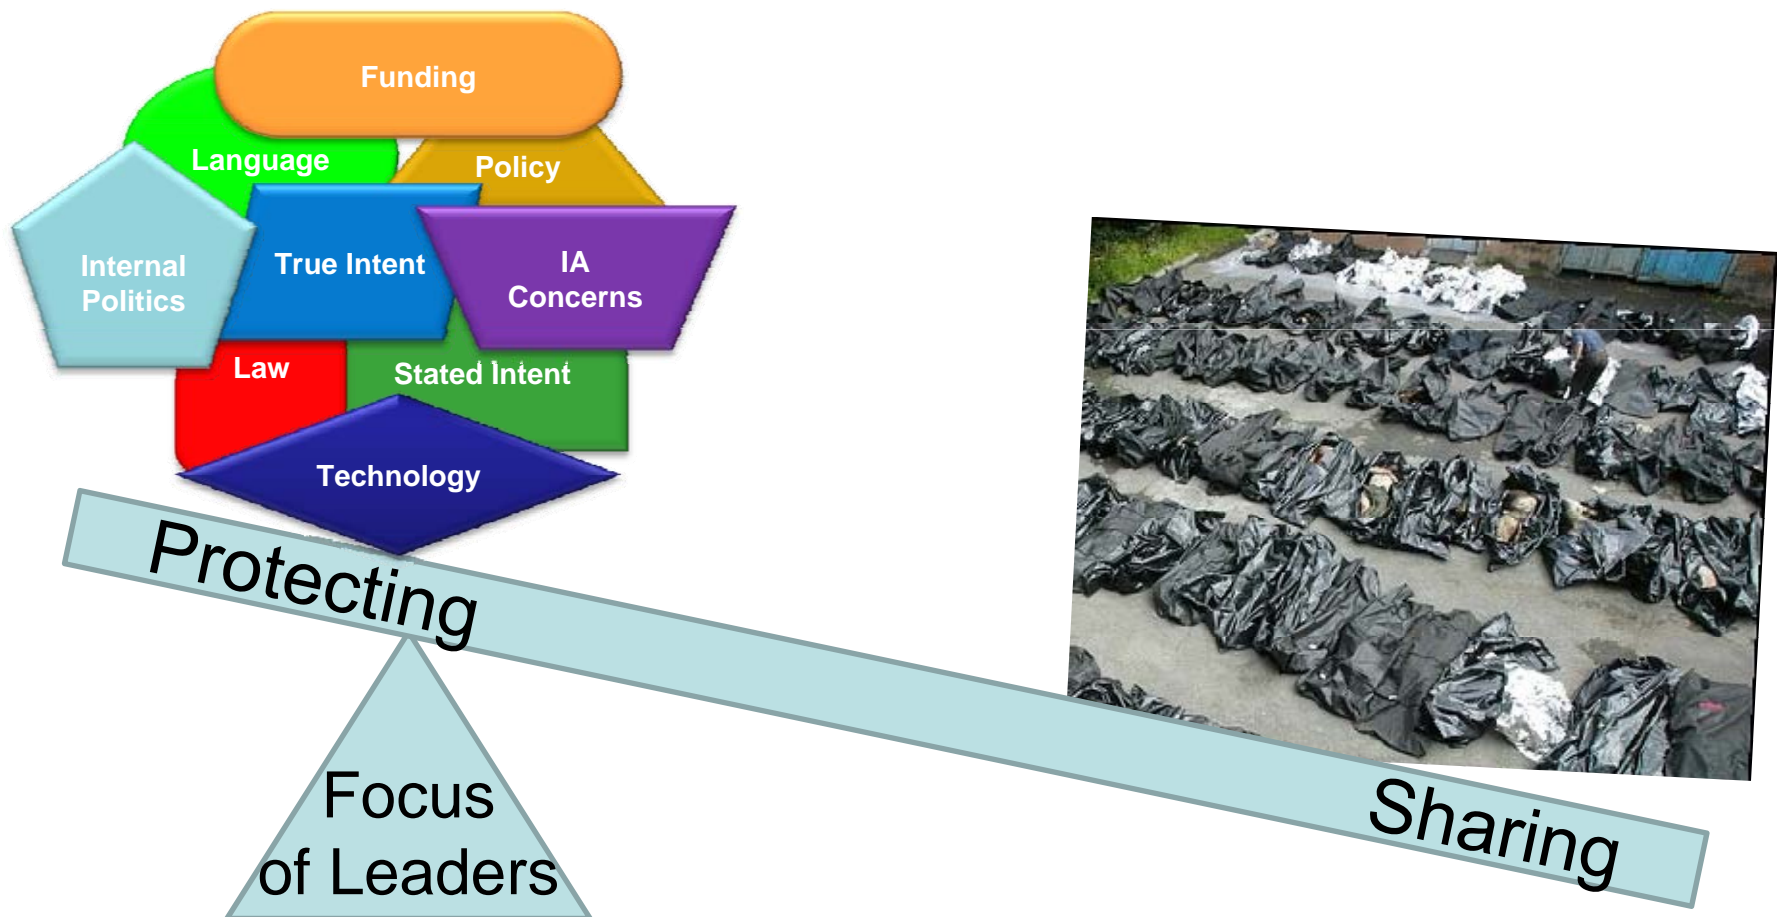 Funding
Language
Policy
Internal
Politics
True Intent
IA
Concerns
Law
Stated Intent
Technology
Protecting
Sharing
Focus
of Leaders